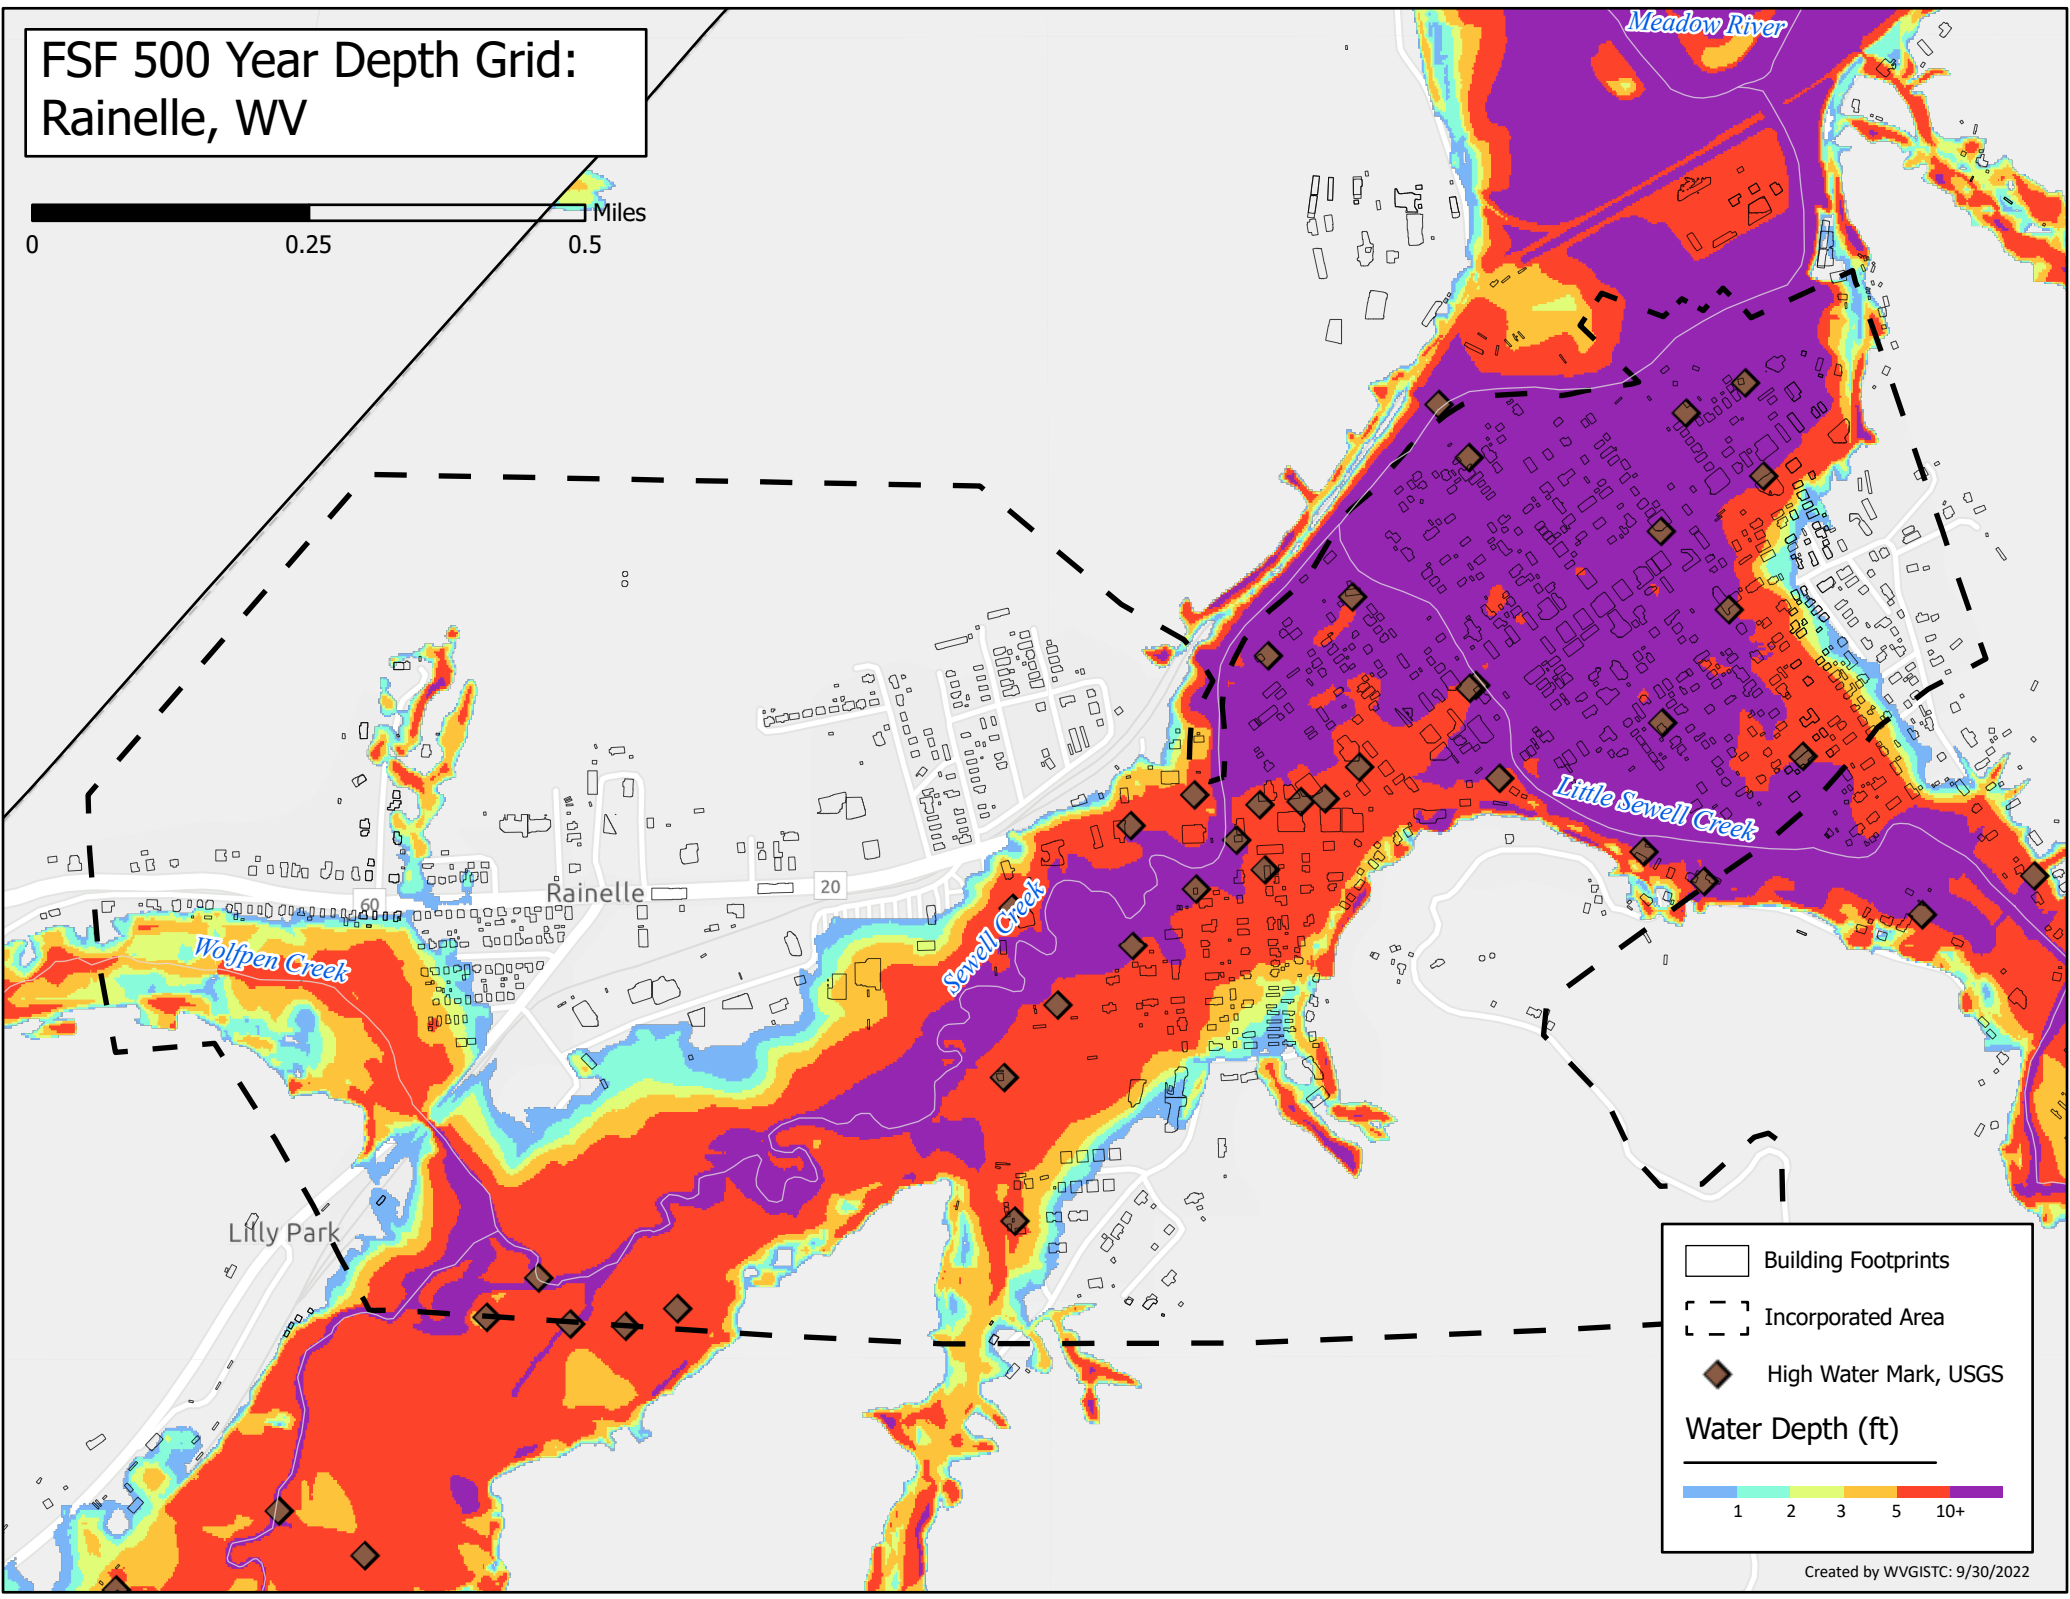 FSF 500 Year Depth Grid:
Rainelle, WV
Miles
0 0.25 0.5
Meadow River
Little Sewell Creek
Rainelle
20
60
Sewell Creek
Wolfpen Creek
Lilly Park
Building Footprints
Incorporated Area
High Water Mark, USGS
Water Depth (ft)
1 2 3 5 10+
Created by WVGISTC: 9/30/2022